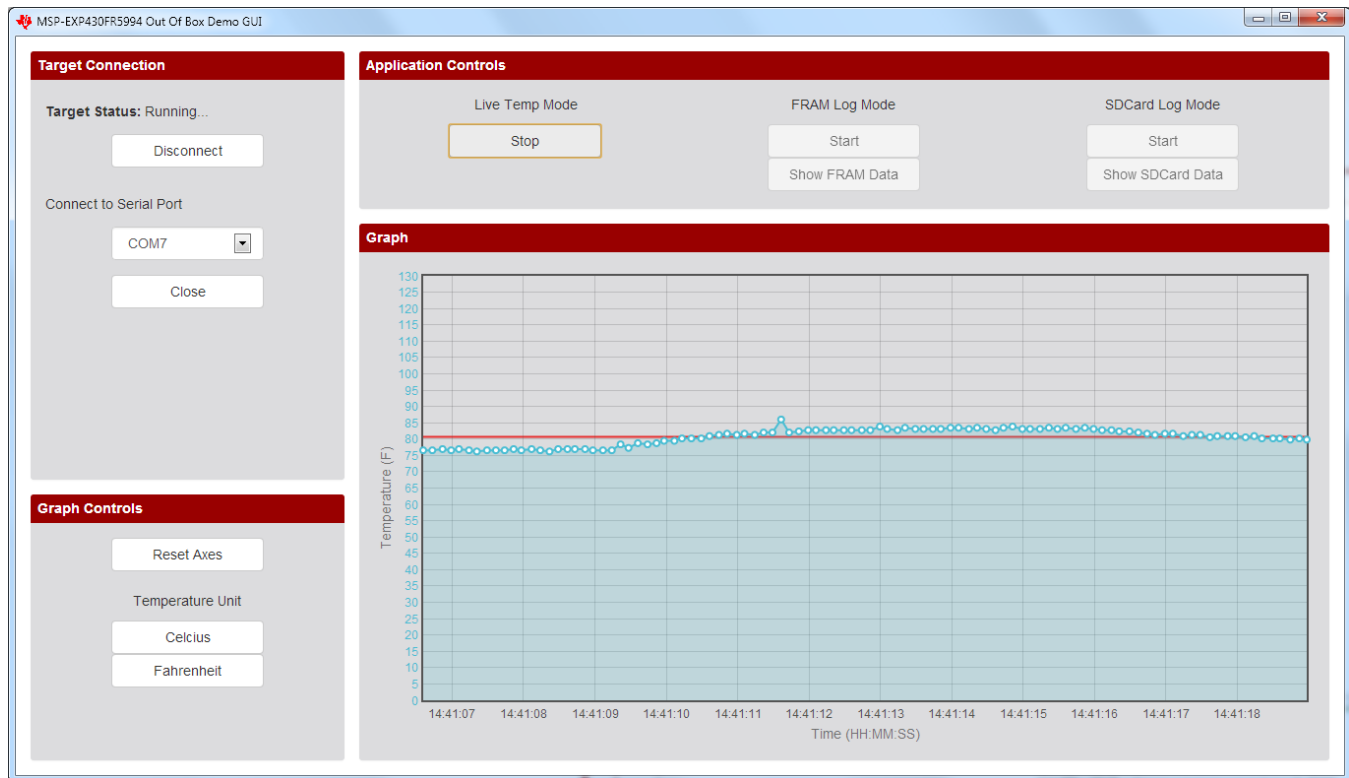 MSP-EXP430FR5994 Out Of Box Demo GUI
Target Connection
Target Status: Running...
Disconnect
Connect to Serial Port
COM7
Close
Graph Controls
Reset Axes
Temperature Unit
Celcius
Fahrenheit
Application Controls
Live Temp Mode
Stop
FRAM Log Mode
Start
Show FRAM Data
SDCard Log Mode
Start
Show SDCard Data
Graph
Temperature (F)
130
125
120
115
110
105
100
95
90
85
80
75
70
65
60
55
50
45
40
35
30
25
20
15
10
5
0
14:41:07 14:41:08 14:41:09 14:41:10 14:41:11 14:41:12 14:41:13 14:41:14 14:41:15 14:41:16 14:41:17 14:41:18
Time (HH:MM:SS)